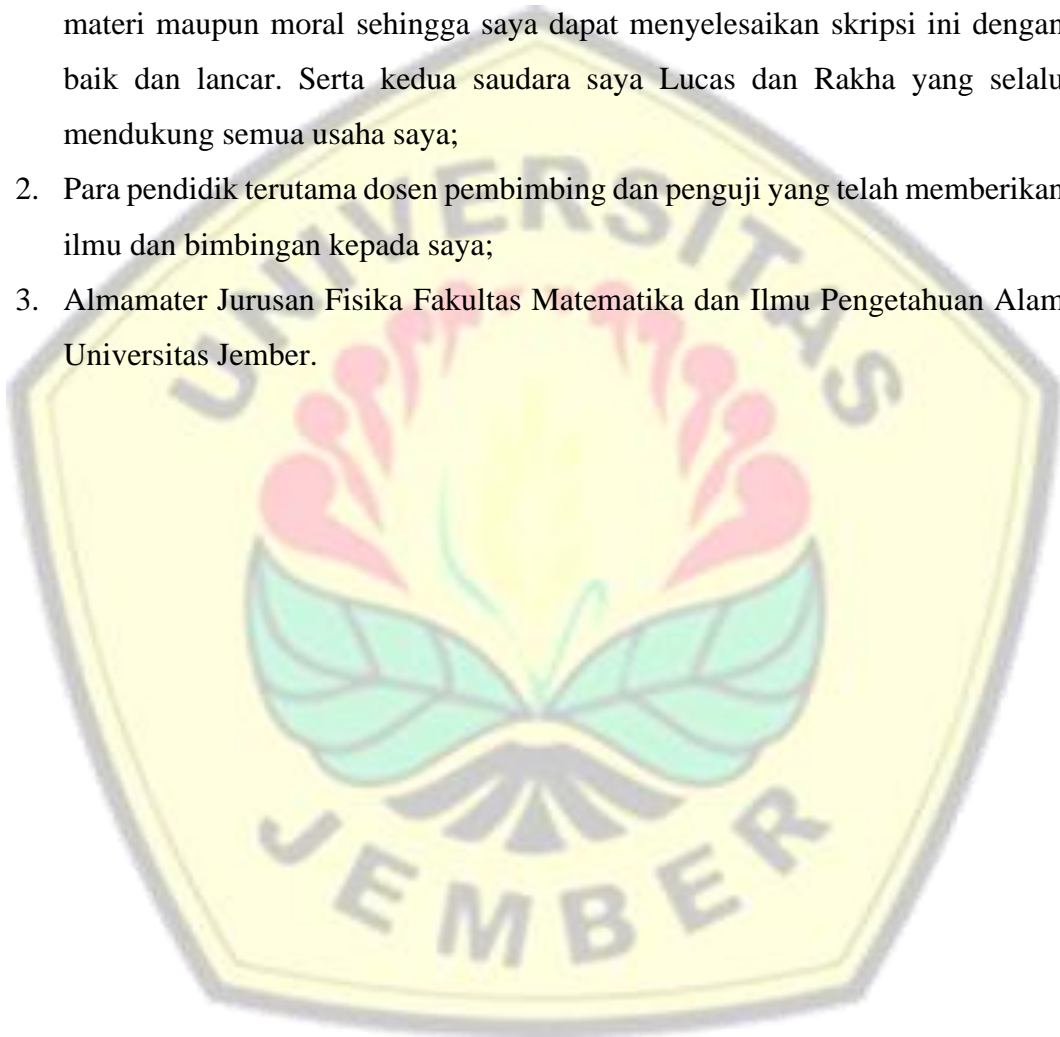 materi maupun moral sehingga saya dapat menyelesaikan skripsi ini dengan
baik dan lancar. Serta kedua saudara saya Lucas dan Rakha yang selalu
mendukung semua usaha saya;
2. Para pendidik terutama dosen pembimbing dan penguji yang telah memberikan
ilmu dan bimbingan kepada saya;
3. Almamater Jurusan Fisika Fakultas Matematika dan Ilmu Pengetahuan Alam
Universitas Jember.
UNIVERSITAS
JEMBER